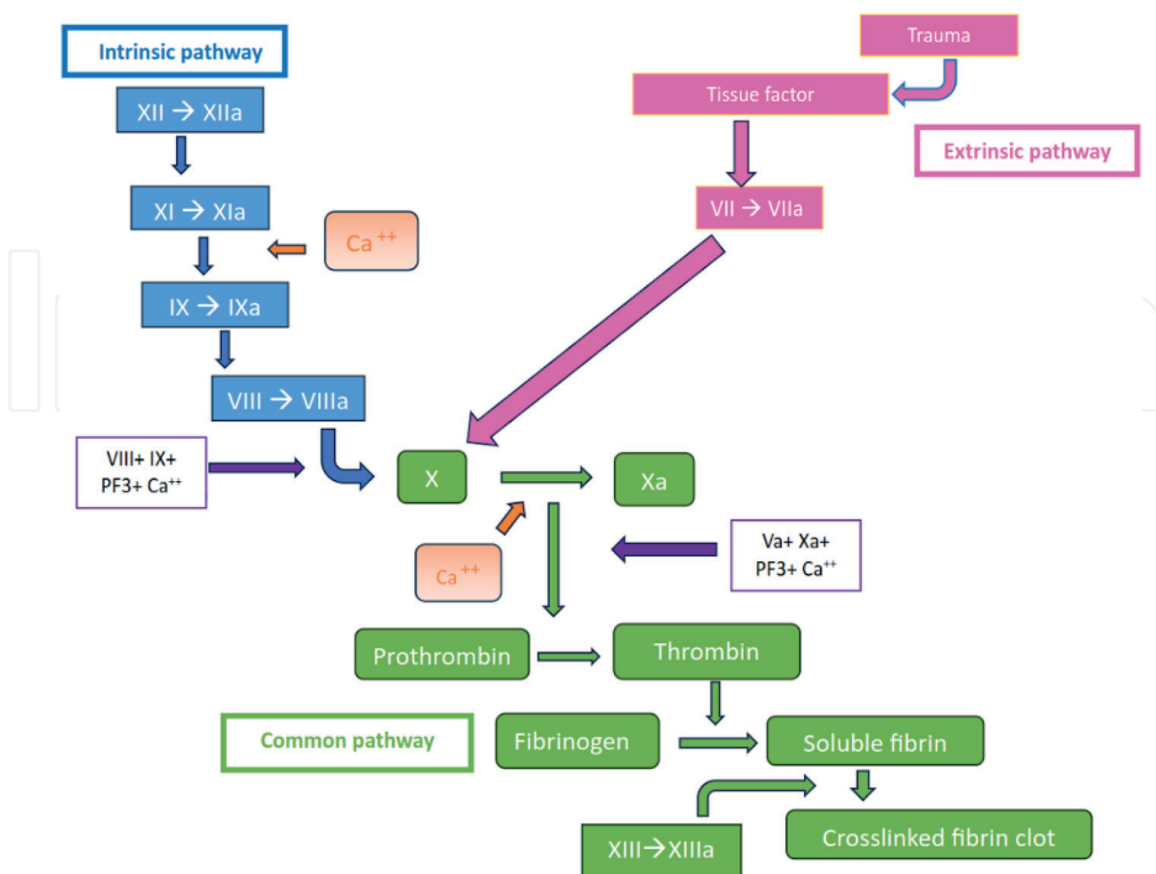 Intrinsic pathway
Trauma
Tissue factor
XII → XIIa
Extrinsic pathway
XI → XIa
VII → VIIa
Ca ++
IX → IXa
VIII → VIIIa
VIII+ IX+
PF3+ Ca++
X
Xa
Ca ++
Va+ Xa+
PF3+ Ca++
Prothrombin
Thrombin
Common pathway
Fibrinogen
Soluble fibrin
XIII→XIIIa
Crosslinked fibrin clot